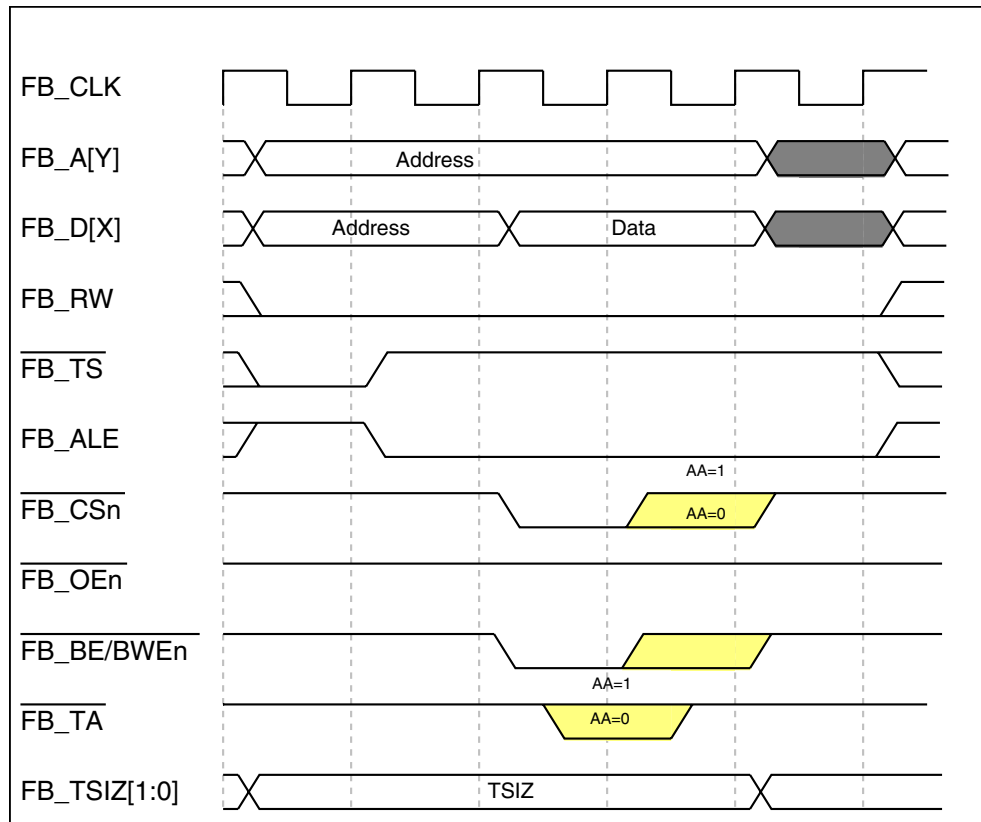 FB_CLK
FB_A[Y]
Address
FB_D[X]
Address
Data
FB_RW
FB_TS
FB_ALE
AA=1
FB_CSn
AA=0
FB_OEn
FB_BE/BWEn
AA=1
FB_TA
AA=0
FB_TSIZ[1:0]
TSIZ